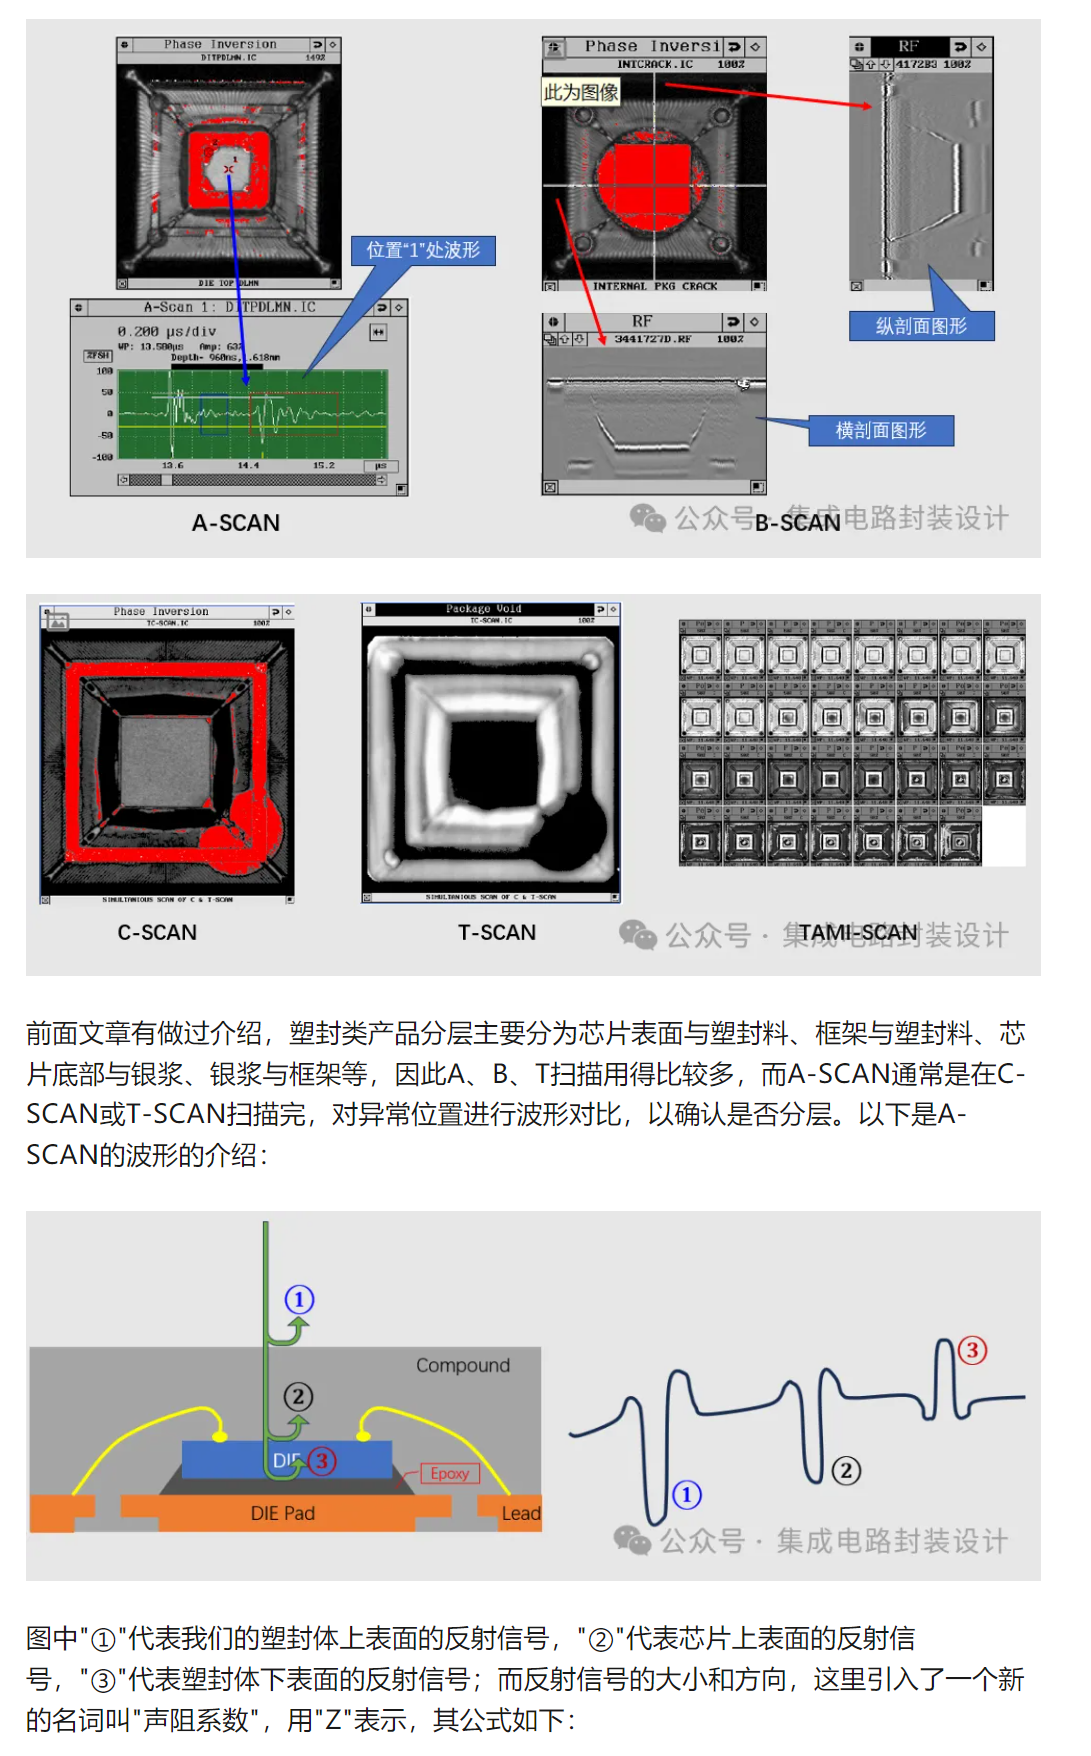 Phase Inversion
DITPDLMN.IC 149%
DIE TOP DLMN
位置“1”处波形
A-Scan 1: DITPDLMN.IC
0.200 µs/div
WP: 13.580µs Amp: 63%
Depth- 960ns, 1.618mm
%FSH
100
50
0
-50
-100
13.6 14.4 15.2 µs
A-SCAN
Phase Inversi
INTCRACK.IC 100%
此为图像
INTERNAL PKG CRACK
RF
4172B3 100%
纵剖面图形
RF
3441727D.RF 100%
横剖面图形
公众号 · 集成电路封装设计
B-SCAN
Phase Inversion
TC-SCAN.IC 100%
SIMULTANIOUS SCAN OF C & T-SCAN
C-SCAN
Package Void
TC-SCAN.IC 100%
SIMULTANIOUS SCAN OF C & T-SCAN
T-SCAN
公众号 · 集成电路封装设计
TAMI-SCAN
前面文章有做过介绍，塑封类产品分层主要分为芯片表面与塑封料、框架与塑封料、芯
片底部与银浆、银浆与框架等，因此A、B、T扫描用得比较多，而A-SCAN通常是在C-
SCAN或T-SCAN扫描完，对异常位置进行波形对比，以确认是否分层。以下是A-
SCAN的波形的介绍：
①
Compound
②
DIE
③
Epoxy
DIE Pad
Lead
①
②
③
公众号 · 集成电路封装设计
图中"①"代表我们的塑封体上表面的反射信号，"②"代表芯片上表面的反射信
号，"③"代表塑封体下表面的反射信号；而反射信号的大小和方向，这里引入了一个新
的名词叫"声阻系数"，用"Z"表示，其公式如下：